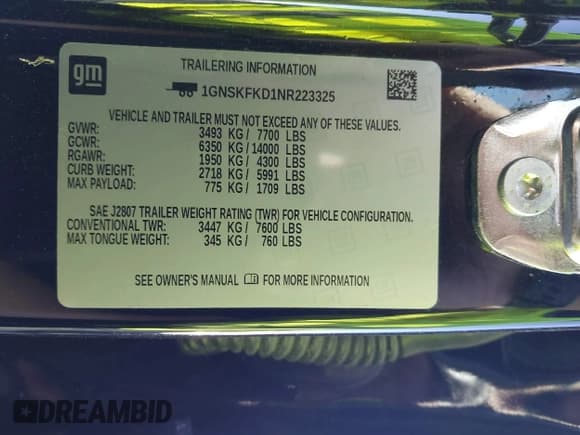 gm
TRAILERING INFORMATION
1GNSKFKD1NR223325
VEHICLE AND TRAILER MUST NOT EXCEED ANY OF THESE VALUES.
GVWR: 3493 KG / 7700 LBS
GCWR: 6350 KG / 14000 LBS
RGAWR: 1950 KG / 4300 LBS
CURB WEIGHT: 2718 KG / 5991 LBS
MAX PAYLOAD: 775 KG / 1709 LBS
SAE J2807 TRAILER WEIGHT RATING (TWR) FOR VEHICLE CONFIGURATION.
CONVENTIONAL TWR: 3447 KG / 7600 LBS
MAX TONGUE WEIGHT: 345 KG / 760 LBS
SEE OWNER'S MANUAL FOR MORE INFORMATION
DREAMBID